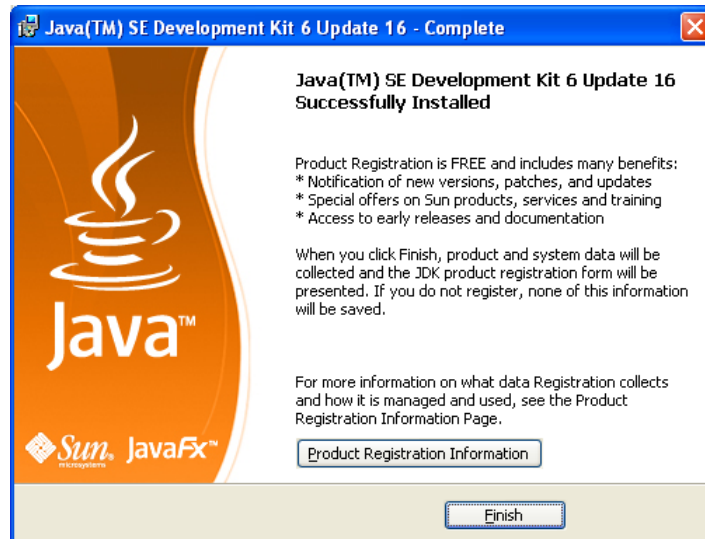 Java(TM) SE Development Kit 6 Update 16 - Complete
Java(TM) SE Development Kit 6 Update 16
Successfully Installed
Product Registration is FREE and includes many benefits:
* Notification of new versions, patches, and updates
* Special offers on Sun products, services and training
* Access to early releases and documentation
When you click Finish, product and system data will be
collected and the JDK product registration form will be
presented. If you do not register, none of this information
will be saved.
Java™
For more information on what data Registration collects
and how it is managed and used, see the Product
Registration Information Page.
Sun microsystems JavaFx™
Product Registration Information
Finish